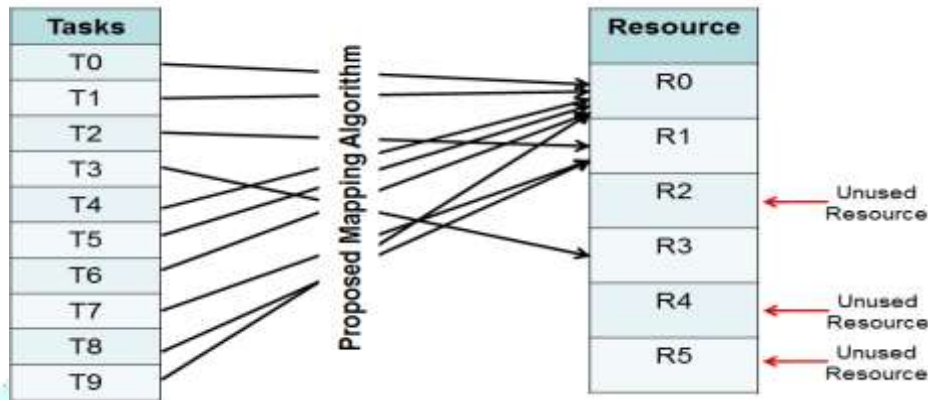 Tasks
T0
T1
T2
T3
T4
T5
T6
T7
T8
T9
Proposed Mapping Algorithm
Resource
R0
R1
R2
R3
R4
R5
Unused
Resource
Unused
Resource
Unused
Resource